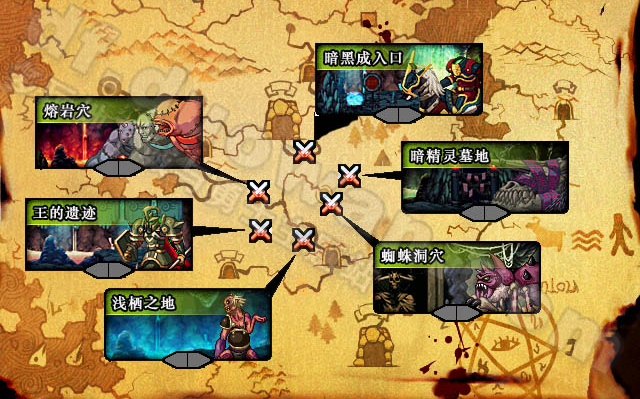 暗黑成入口
熔岩穴
暗精灵墓地
王的遗迹
蜘蛛洞穴
浅栖之地